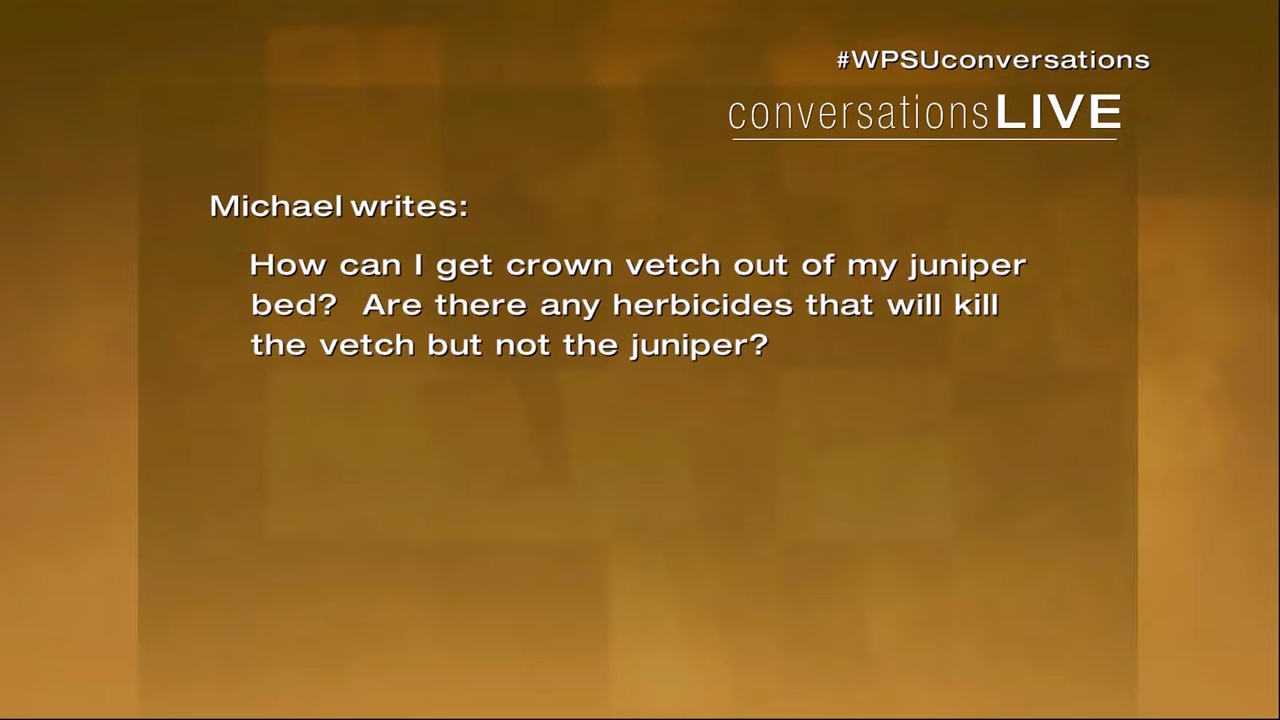 #WPSUconversations
conversationsLIVE
Michael writes:
How can I get crown vetch out of my juniper
bed?  Are there any herbicides that will kill
the vetch but not the juniper?